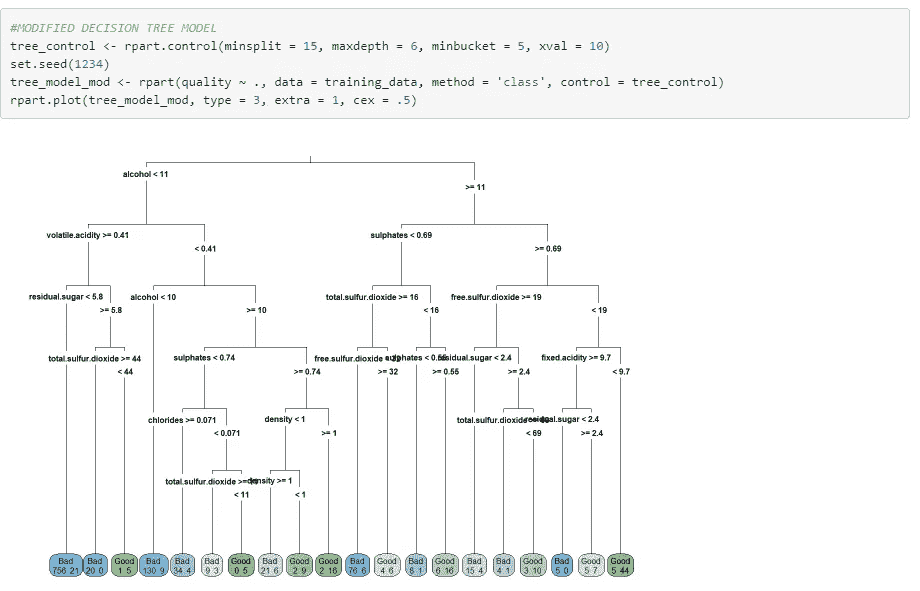 #MODIFIED DECISION TREE MODEL
tree_control <- rpart.control(minsplit = 15, maxdepth = 6, minbucket = 5, xval = 10)
set.seed(1234)
tree_model_mod <- rpart(quality ~ ., data = training_data, method = 'class', control = tree_control)
rpart.plot(tree_model_mod, type = 3, extra = 1, cex = .5)
alcohol < 11
>= 11
volatile.acidity >= 0.41
sulphates < 0.69
< 0.41
>= 0.69
residual.sugar < 5.8
alcohol < 10
total.sulfur.dioxide >= 16
free.sulfur.dioxide >= 19
>= 5.8
>= 10
< 16
< 19
total.sulfur.dioxide >= 44
sulphates < 0.74
free.sulfur.dioxide
sulphates < 0.55
residual.sugar < 2.4
fixed.acidity >= 9.7
< 44
>= 0.74
>= 32
>= 0.55
>= 2.4
< 9.7
chlorides >= 0.071
density < 1
total.sulfur.dioxide
residual.sugar < 2.4
< 0.071
>= 1
< 69
>= 2.4
total.sulfur.dioxide >=
density >= 1
< 11
< 1
Bad Bad Good Bad Bad Bad Good Bad Good Good Bad Good Bad Good Bad Bad Good Bad Good Good
756 21 20 0 1 5 130 9 34 4 9 3 0 5 21 6 2 9 2 16 76 6 4 6 8 1 6 16 15 4 4 1 3 10 5 0 5 7 5 44